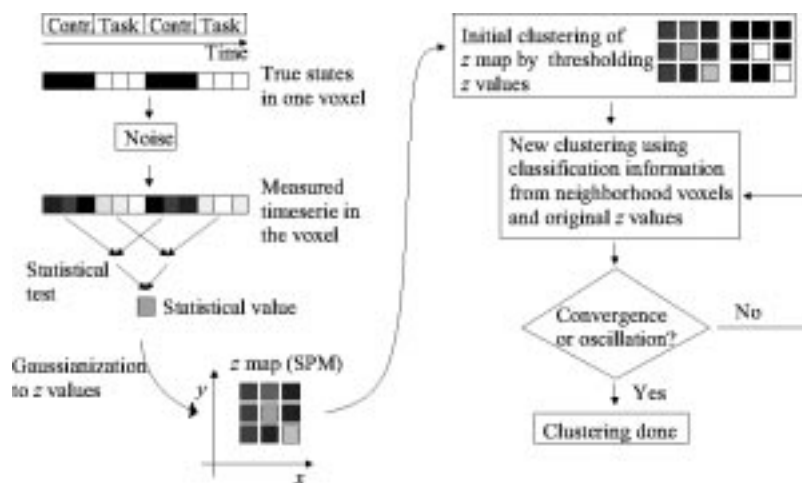 Contr. Task Contr. Task
Time
True states
in one voxel
Noise
Measured
timeserie in
the voxel
Statistical
test
Statistical value
Gaussianization
to z values
z map (SPM)
y
x
Initial clustering of
z map by thresholding
z values
New clustering using
classification information
from neighborhood voxels
and original z values
Convergence
or oscillation?
No
Yes
Clustering done